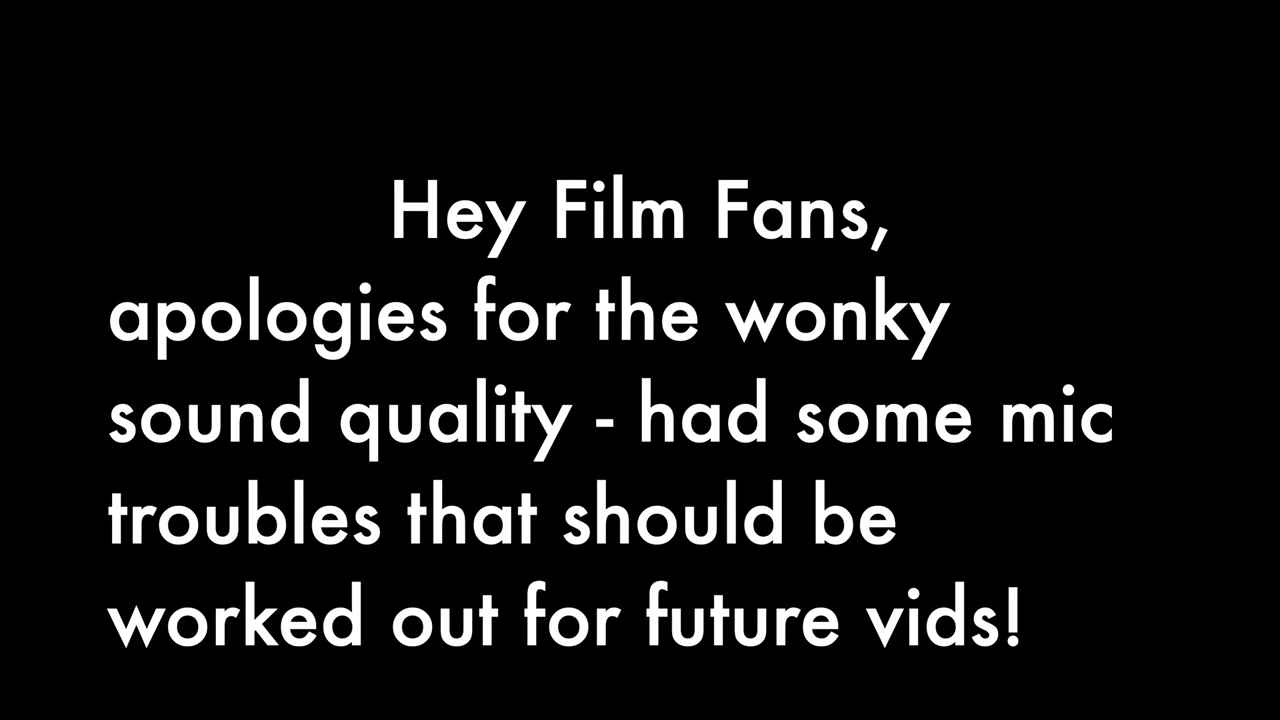 Hey Film Fans,
apologies for the wonky
sound quality - had some mic
troubles that should be
worked out for future vids!